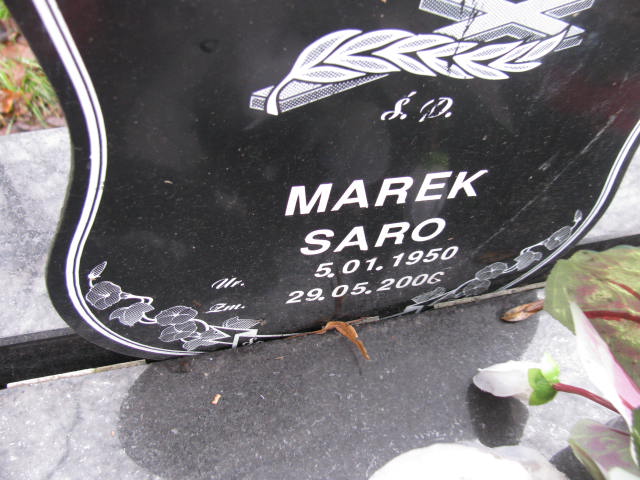 Ś. P.
MAREK
SARO
Ur. 5.01.1950
Zm. 29.05.2006